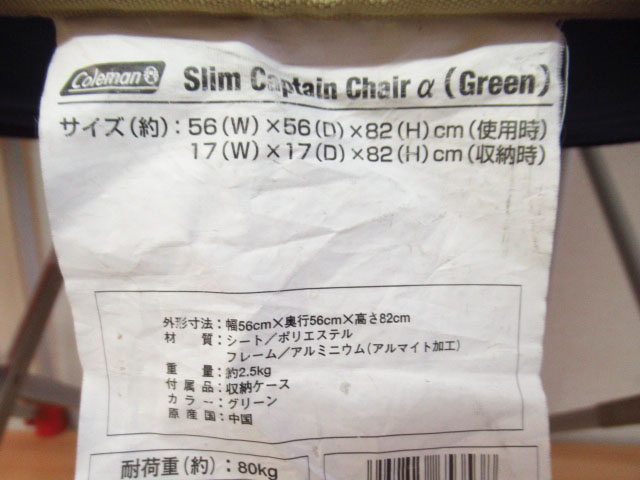 Coleman® Slim Captain Chair α (Green)
サイズ(約):56(W)×56(D)×82(H)cm(使用時)
17(W)×17(D)×82(H)cm(収納時)
外形寸法:幅56cm×奥行56cm×高さ82cm
材質:シート/ポリエステル
フレーム/アルミニウム(アルマイト加工)
重量:約2.5kg
付属品:収納ケース
カラー:グリーン
原産国:中国
耐荷重(約):80kg